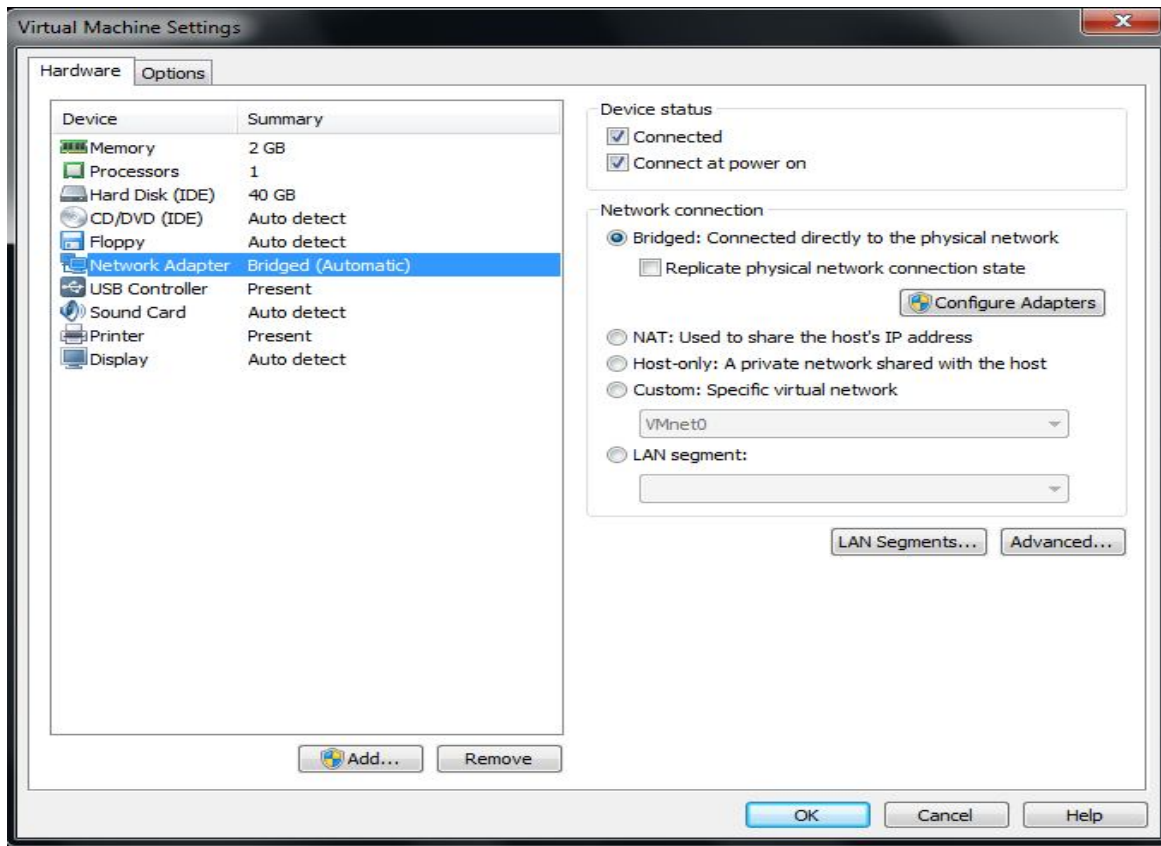 Virtual Machine Settings
Hardware
Options
Device Summary
Memory 2 GB
Processors 1
Hard Disk (IDE) 40 GB
CD/DVD (IDE) Auto detect
Floppy Auto detect
Network Adapter Bridged (Automatic)
USB Controller Present
Sound Card Auto detect
Printer Present
Display Auto detect
Add...
Remove
Device status
Connected
Connect at power on
Network connection
Bridged: Connected directly to the physical network
Replicate physical network connection state
Configure Adapters
NAT: Used to share the host's IP address
Host-only: A private network shared with the host
Custom: Specific virtual network
VMnet0
LAN segment:
LAN Segments...
Advanced...
OK
Cancel
Help